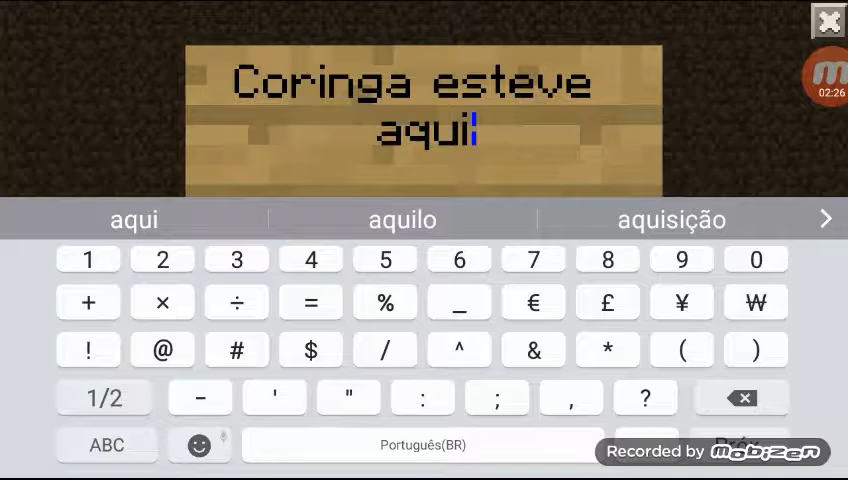 Coringa esteve
aqui
02:26
aqui aquilo aquisição
1 2 3 4 5 6 7 8 9 0
+ × ÷ = % _ € £ ¥ ₩
! @ # $ / ^ & * ( )
1/2 - ' " : ; , ?
ABC Português(BR)
Recorded by mobizen